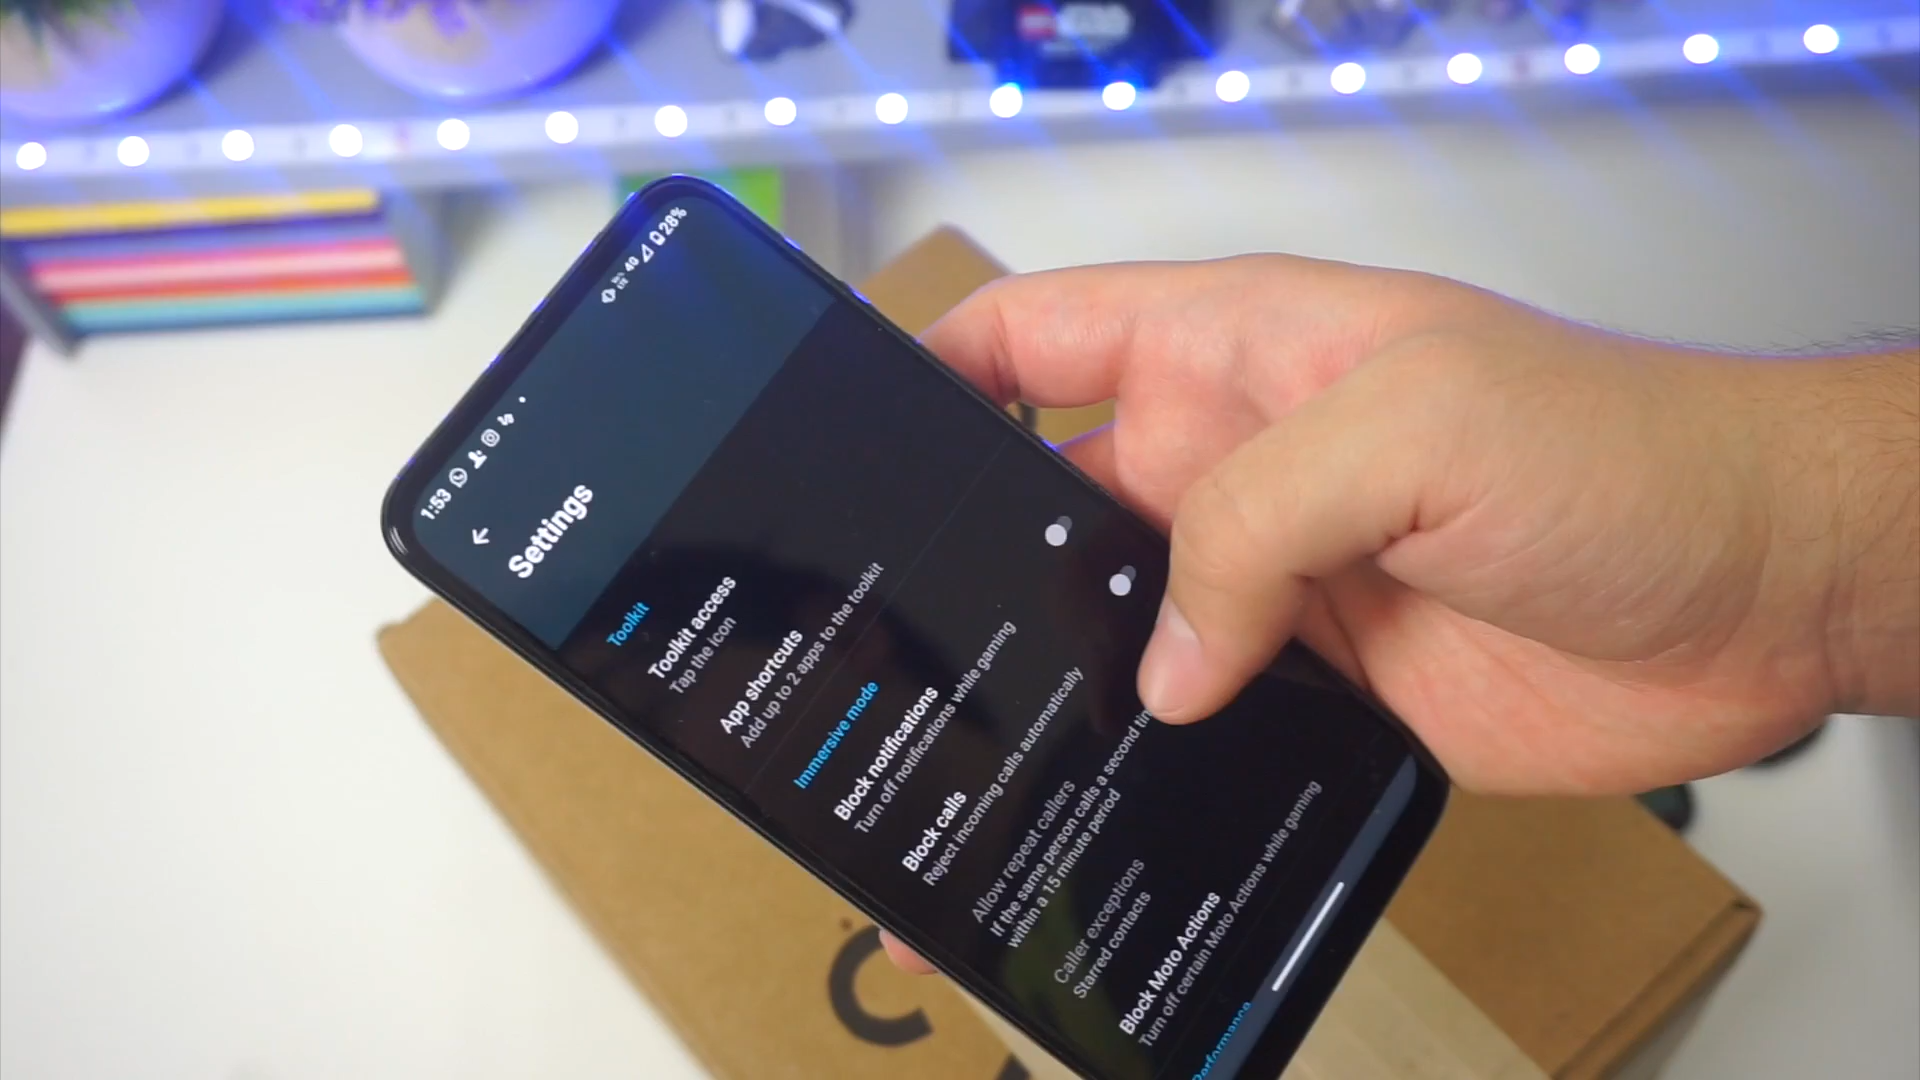 1:53
VoLTE 4G 28%
Settings
Toolkit
Toolkit access
Tap the icon
App shortcuts
Add up to 2 apps to the toolkit
Immersive mode
Block notifications
Turn off notifications while gaming
Block calls
Reject incoming calls automatically
Allow repeat callers
If the same person calls a second
within a 15 minute period
Caller exceptions
Starred contacts
Block Moto Actions
Turn off certain Moto Actions while gaming
Performance